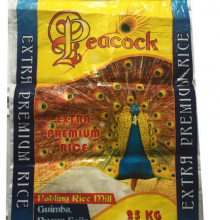 Peacock
EXTRA PREMIUM RICE
EXTRA PREMIUM RICE
EXTRA
PREMIUM
RICE
Pabling Rice Mill
Guimba,
25 KG